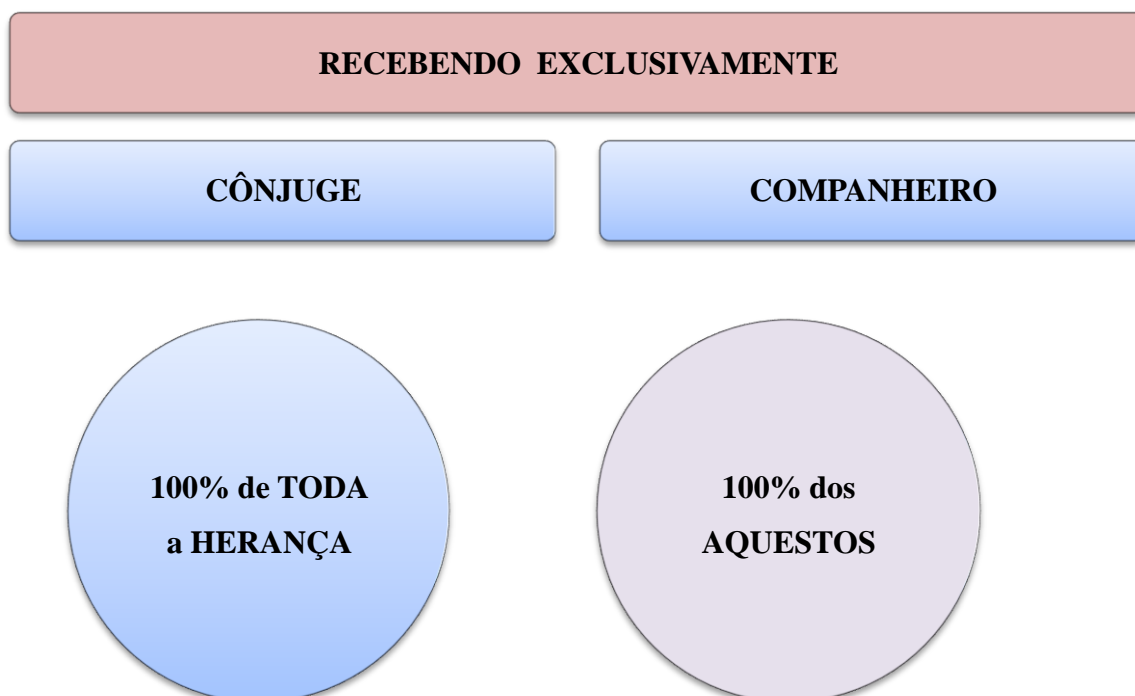 RECEBENDO EXCLUSIVAMENTE
CÔNJUGE
COMPANHEIRO
100% de TODA
a HERANÇA
100% dos
AQUESTOS